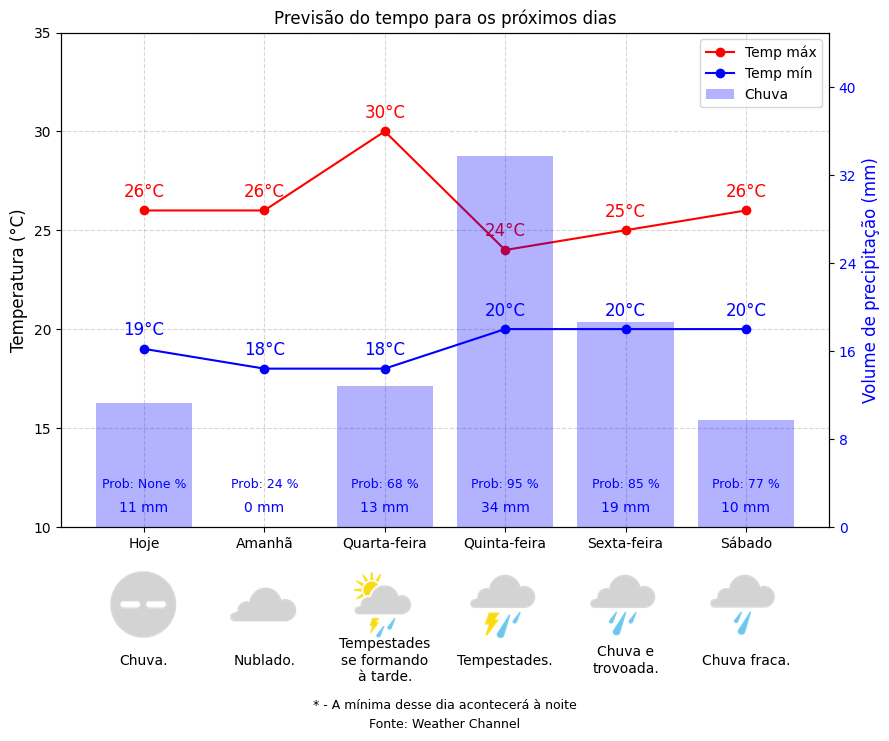 Previsão do tempo para os próximos dias
Temperatura (°C)
Volume de precipitação (mm)
35
30
25
20
15
10
40
32
24
16
8
0
Temp máx
Temp mín
Chuva
26°C
26°C
30°C
24°C
25°C
26°C
19°C
18°C
18°C
20°C
20°C
20°C
Prob: None %
Prob: 24 %
Prob: 68 %
Prob: 95 %
Prob: 85 %
Prob: 77 %
11 mm
0 mm
13 mm
34 mm
19 mm
10 mm
Hoje
Amanhã
Quarta-feira
Quinta-feira
Sexta-feira
Sábado
Chuva.
Nublado.
Tempestades
se formando
à tarde.
Tempestades.
Chuva e
trovoada.
Chuva fraca.
* - A mínima desse dia acontecerá à noite
Fonte: Weather Channel